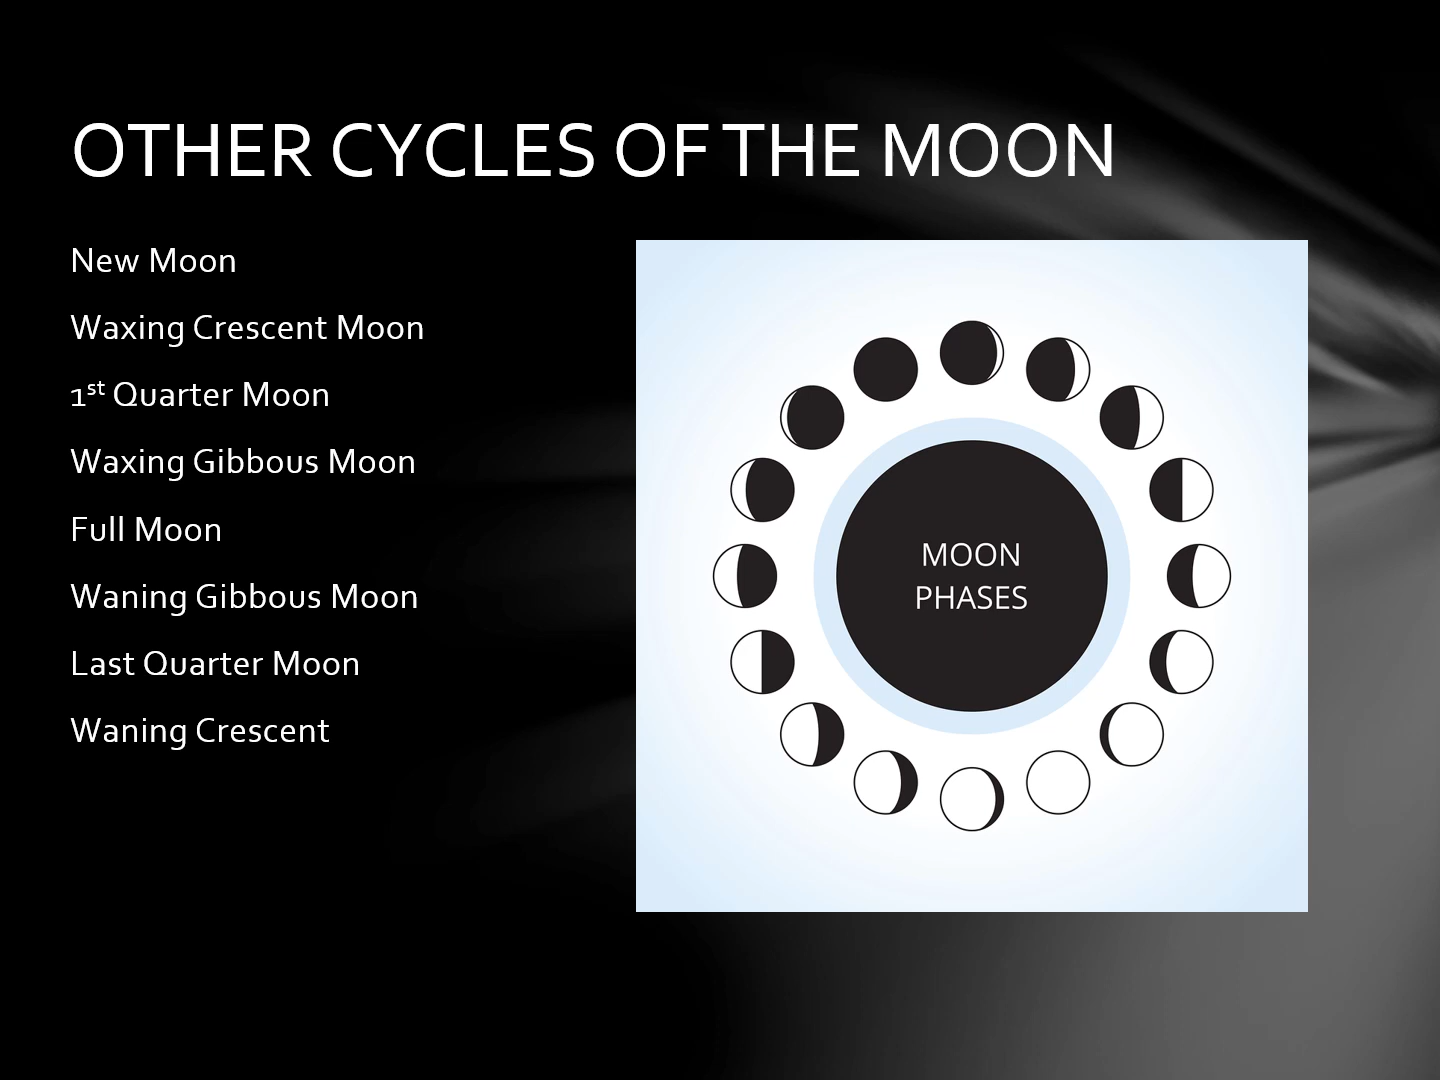 OTHER CYCLES OF THE MOON
New Moon
Waxing Crescent Moon
1st Quarter Moon
Waxing Gibbous Moon
Full Moon
Waning Gibbous Moon
Last Quarter Moon
Waning Crescent
MOON
PHASES